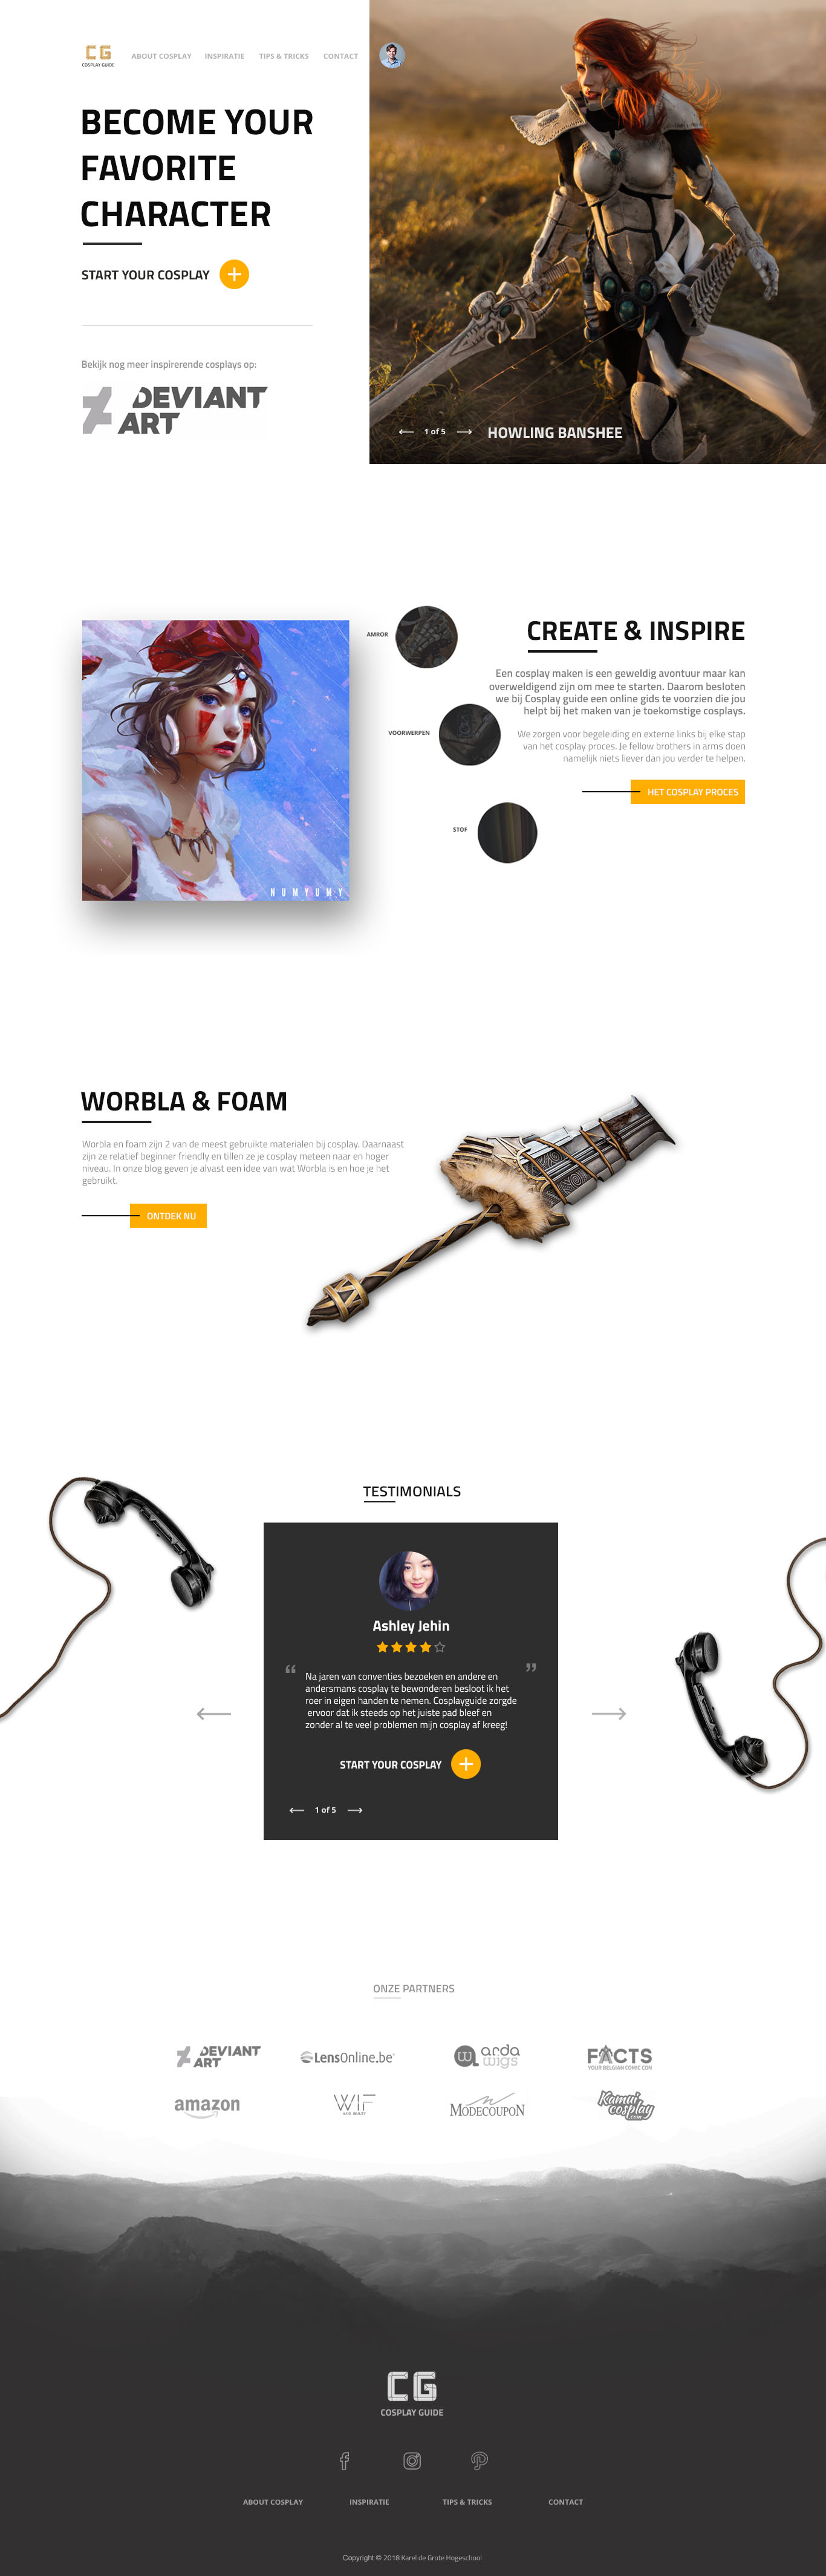 CG
COSPLAY GUIDE
ABOUT COSPLAY
INSPIRATIE
TIPS & TRICKS
CONTACT
BECOME YOUR
FAVORITE
CHARACTER
START YOUR COSPLAY
Bekijk nog meer inspirerende cosplays op:
DEVIANT
ART
1 of 5
HOWLING BANSHEE
NUMYUMY
AMROR
VOORWERPEN
STOF
CREATE & INSPIRE
Een cosplay maken is een geweldig avontuur maar kan
overweldigend zijn om mee te starten. Daarom besloten
we bij Cosplay guide een online gids te voorzien die jou
helpt bij het maken van je toekomstige cosplays.
We zorgen voor begeleiding en externe links bij elke stap
van het cosplay proces. Je fellow brothers in arms doen
namelijk niets liever dan jou verder te helpen.
HET COSPLAY PROCES
WORBLA & FOAM
Worbla en foam zijn 2 van de meest gebruikte materialen bij cosplay. Daarnaast
zijn ze relatief beginner friendly en tillen ze je cosplay meteen naar en hoger
niveau. In onze blog geven je alvast een idee van wat Worbla is en hoe je het
gebruikt.
ONTDEK NU
TESTIMONIALS
Ashley Jehin
“ Na jaren van conventies bezoeken en andere en ”
andersmans cosplay te bewonderen besloot ik het
roer in eigen handen te nemen. Cosplayguide zorgde
ervoor dat ik steeds op het juiste pad bleef en
zonder al te veel problemen mijn cosplay af kreeg!
START YOUR COSPLAY
1 of 5
ONZE PARTNERS
DEVIANT
ART
LensOnline.be
arda
wigs
FACTS
YOUR BELGIAN COMIC CON
amazon
WIF
MODECOUPON
Kamui
cosplay
CG
COSPLAY GUIDE
ABOUT COSPLAY
INSPIRATIE
TIPS & TRICKS
CONTACT
Copyright © 2018 Karel de Grote Hogeschool